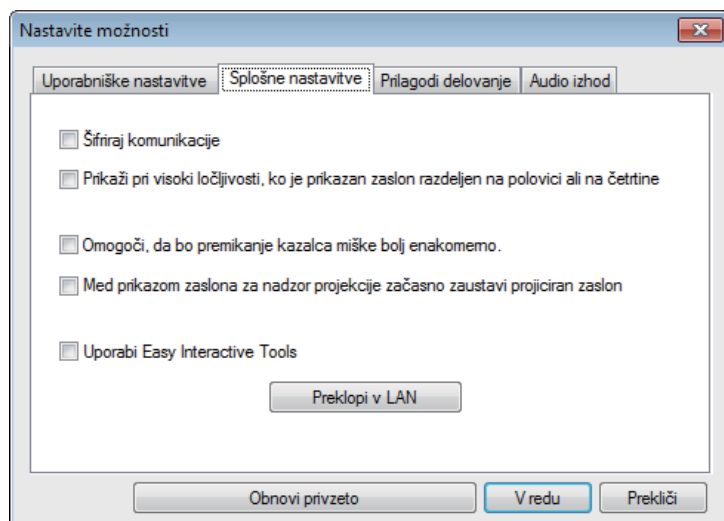 Nastavite možnosti
Uporabniške nastavitve Splošne nastavitve Prilagodi delovanje Audio izhod
Šifriraj komunikacije
Prikaži pri visoki ločljivosti, ko je prikazan zaslon razdeljen na polovici ali na četrtine
Omogoči, da bo premikanje kazalca miške bolj enakomerno.
Med prikazom zaslona za nadzor projekcije začasno zaustavi projiciran zaslon
Uporabi Easy Interactive Tools
Preklopi v LAN
Obnovi privzeto V redu Prekliči